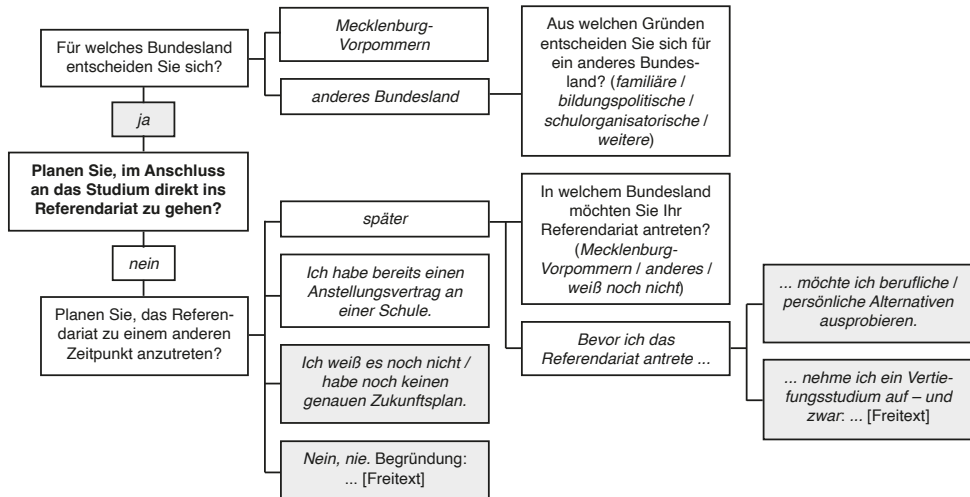 Für welches Bundesland
entscheiden Sie sich?
Mecklenburg-
Vorpommern
anderes Bundesland
Aus welchen Gründen
entscheiden Sie sich für
ein anderes Bundes-
land? (familiäre /
bildungspolitische /
schulorganisatorische /
weitere)
ja
Planen Sie, im Anschluss
an das Studium direkt ins
Referendariat zu gehen?
nein
Planen Sie, das Referen-
dariat zu einem anderen
Zeitpunkt anzutreten?
später
Ich habe bereits einen
Anstellungsvertrag an
einer Schule.
Ich weiß es noch nicht /
habe noch keinen
genauen Zukunftsplan.
Nein, nie. Begründung:
... [Freitext]
In welchem Bundesland
möchten Sie Ihr
Referendariat antreten?
(Mecklenburg-
Vorpommern / anderes /
weiß noch nicht)
Bevor ich das
Referendariat antrete ...
... möchte ich berufliche /
persönliche Alternativen
ausprobieren.
... nehme ich ein Vertie-
fungsstudium auf – und
zwar: ... [Freitext]